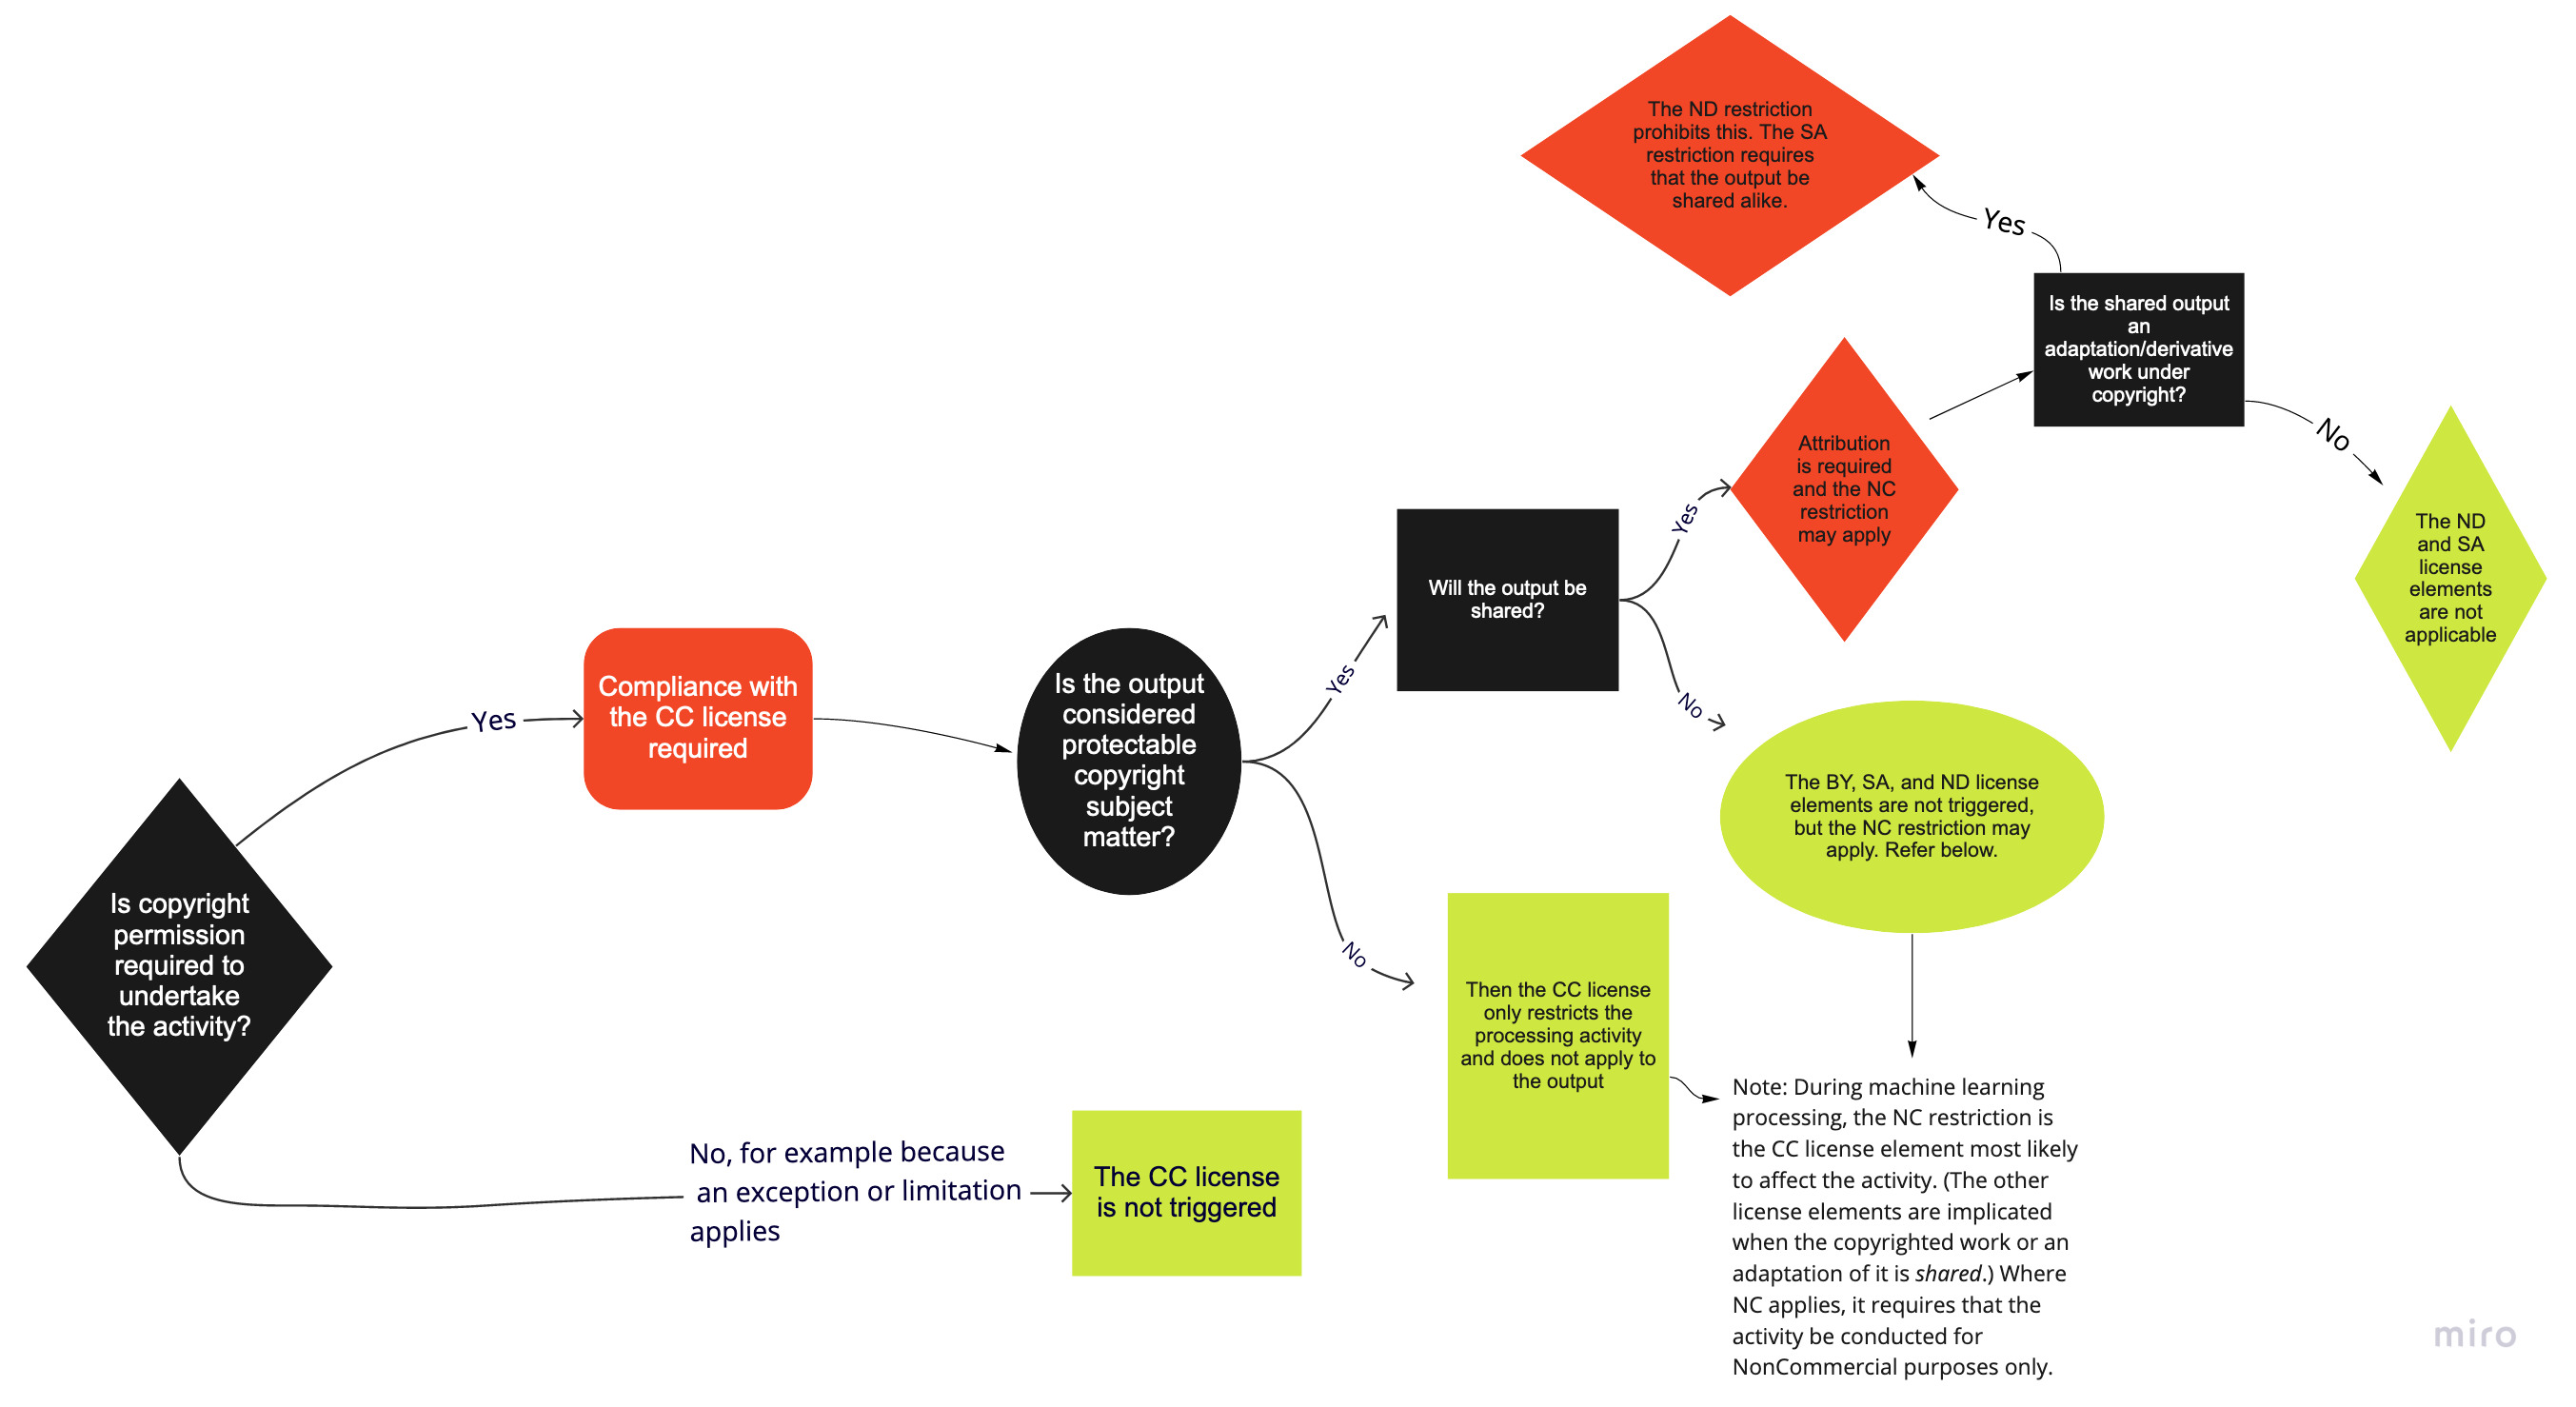 Is copyright
permission
required to
undertake
the activity?
Yes
Compliance with
the CC license
required
No, for example because
an exception or limitation
applies
The CC license
is not triggered
Is the output
considered
protectable
copyright
subject
matter?
Yes
No
Then the CC license
only restricts the
processing activity
and does not apply to
the output
Will the output be
shared?
Yes
No
Attribution
is required
and the NC
restriction
may apply
Is the shared output
an
adaptation/derivative
work under
copyright?
Yes
The ND restriction
prohibits this. The SA
restriction requires
that the output be
shared alike.
No
The ND
and SA
license
elements
are not
applicable
The BY, SA, and ND license
elements are not triggered,
but the NC restriction may
apply. Refer below.
Note: During machine learning
processing, the NC restriction is
the CC license element most likely
to affect the activity. (The other
license elements are implicated
when the copyrighted work or an
adaptation of it is shared.) Where
NC applies, it requires that the
activity be conducted for
NonCommercial purposes only.
miro